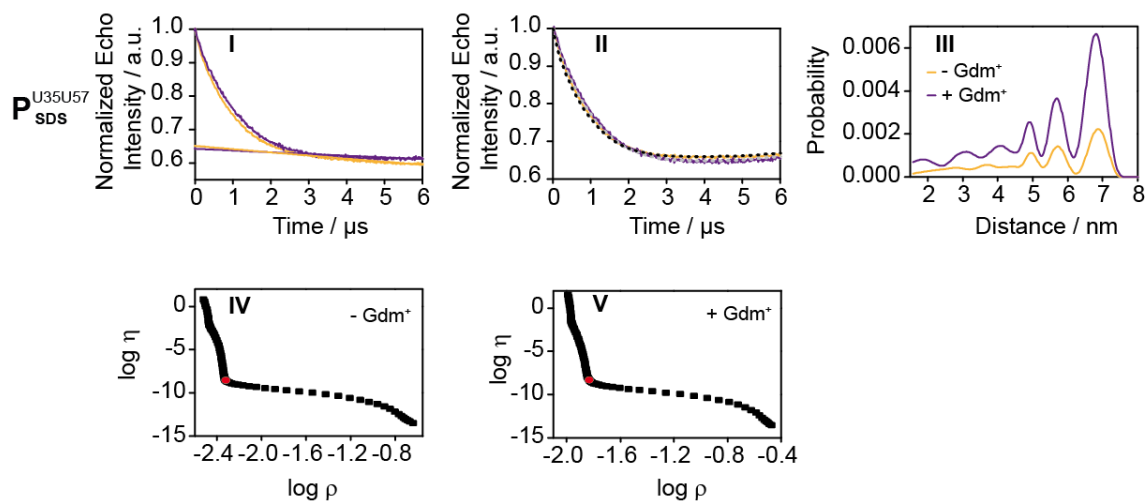 P_SDS^U35U57
Normalized Echo
Intensity / a.u.
1.0
0.9
0.8
0.7
0.6
I
0 1 2 3 4 5 6
Time / µs
Normalized Echo
Intensity / a.u.
1.0
0.9
0.8
0.7
0.6
II
0 1 2 3 4 5 6
Time / µs
Probability
0.006
0.004
0.002
0.000
III
- Gdm⁺
+ Gdm⁺
2 3 4 5 6 7 8
Distance / nm
log η
0
-5
-10
-15
IV
- Gdm⁺
-2.4 -2.0 -1.6 -1.2 -0.8
log ρ
log η
0
-5
-10
-15
V
+ Gdm⁺
-2.0 -1.6 -1.2 -0.8 -0.4
log ρ